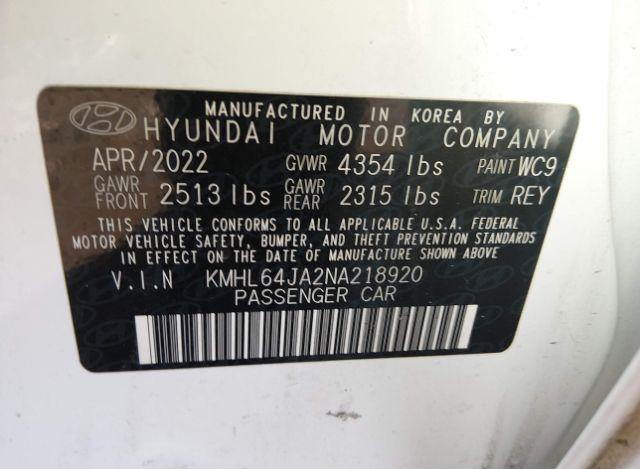 MANUFACTURED IN KOREA BY
HYUNDAI MOTOR COMPANY
APR/2022 GVWR 4354 lbs PAINT WC9
GAWR FRONT 2513 lbs GAWR REAR 2315 lbs TRIM REY
THIS VEHICLE CONFORMS TO ALL APPLICABLE U.S.A. FEDERAL
MOTOR VEHICLE SAFETY, BUMPER, AND THEFT PREVENTION STANDARDS
IN EFFECT ON THE DATE OF MANUFACTURE SHOWN ABOVE
V.I.N KMHL64JA2NA218920
PASSENGER CAR